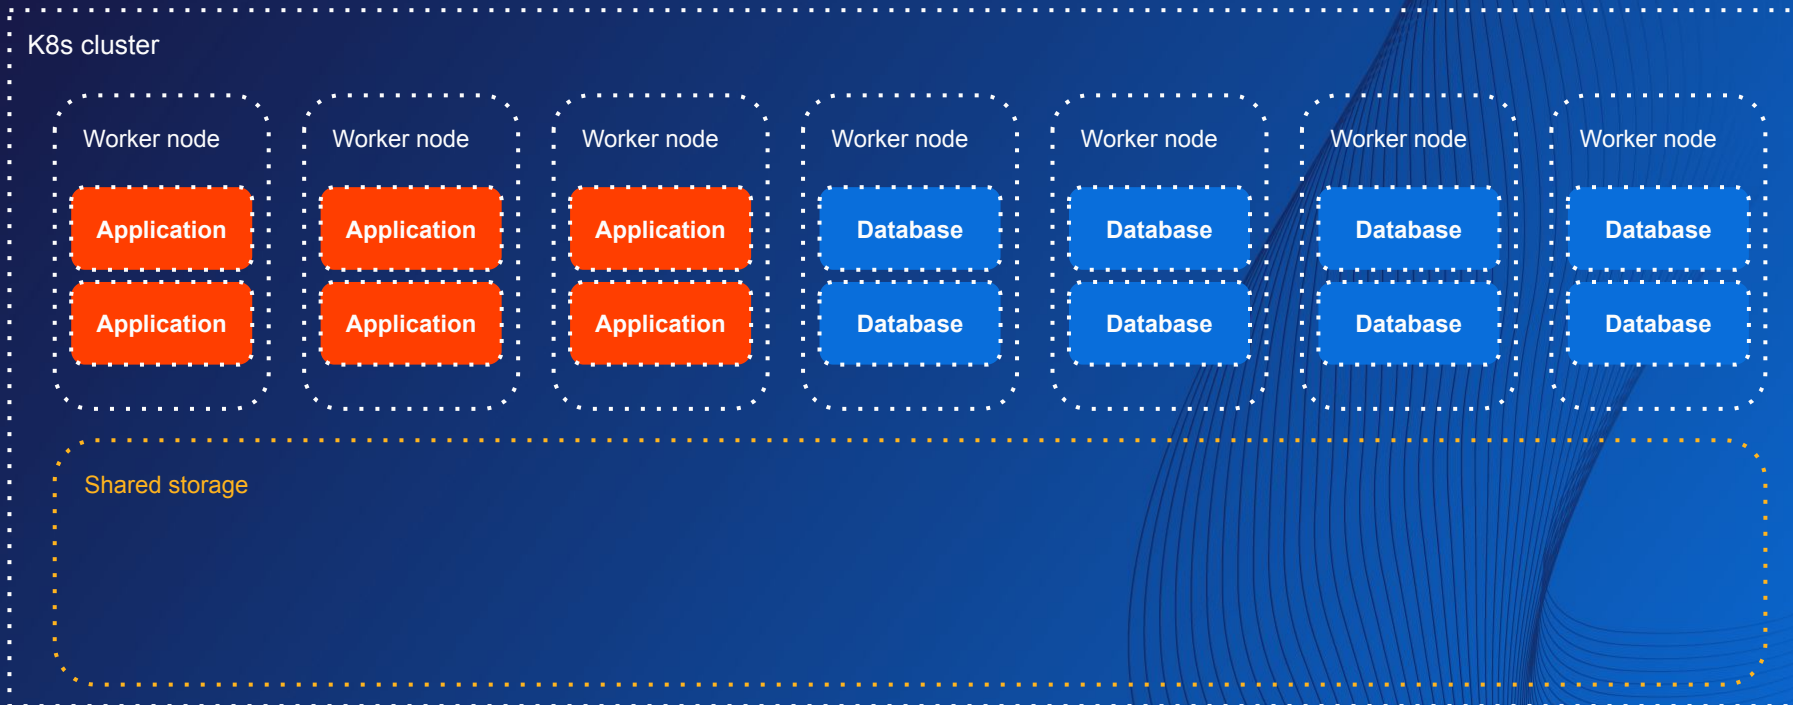 K8s cluster
Worker node Worker node Worker node Worker node Worker node Worker node Worker node
Application Application Application Database Database Database Database
Application Application Application Database Database Database Database
Shared storage